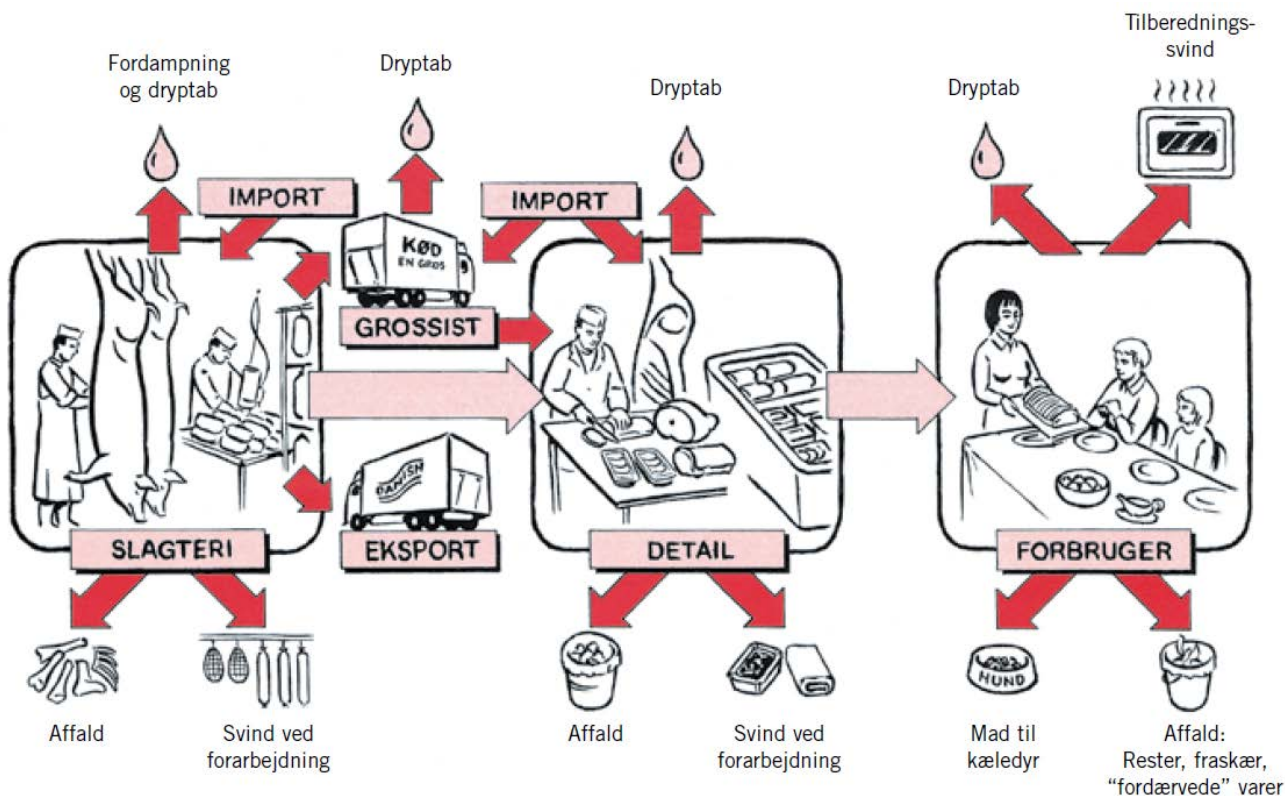 Tilberednings-
svind
Fordampning
og dryptab
Dryptab
Dryptab
Dryptab
IMPORT
IMPORT
KØD
EN GROS
GROSSIST
DANISH
SLAGTERI
EKSPORT
DETAIL
FORBRUGER
HUND
Affald
Svind ved
forarbejdning
Affald
Svind ved
forarbejdning
Mad til
kæledyr
Affald:
Rester, fraskær,
“fordærvede” varer